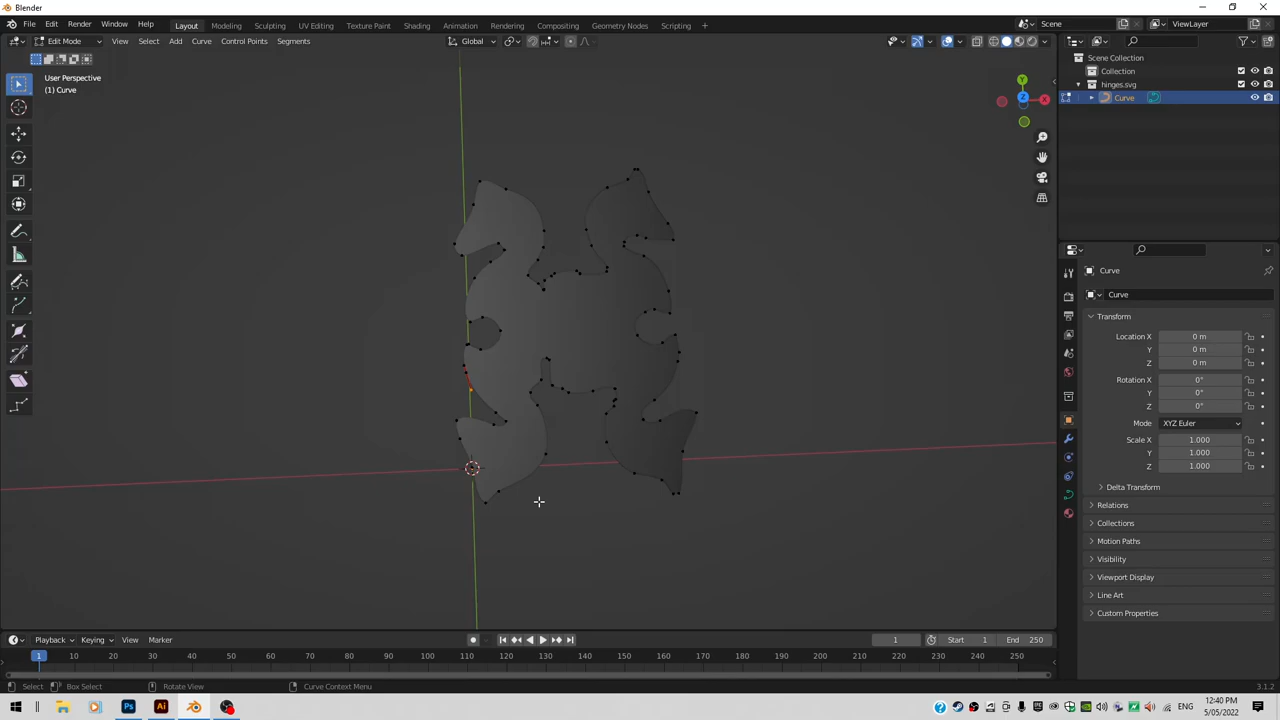 Blender
File Edit Render Window Help Layout Modeling Sculpting UV Editing Texture Paint Shading Animation Rendering Compositing Geometry Nodes Scripting + Scene ViewLayer
Edit Mode View Select Add Curve Control Points Segments Global
User Perspective
(1) Curve
Y
Z
X
Scene Collection
Collection
hinges.svg
Curve
Curve
Curve
Transform
Location X 0 m
Y 0 m
Z 0 m
Rotation X 0°
Y 0°
Z 0°
Mode XYZ Euler
Scale X 1.000
Y 1.000
Z 1.000
Delta Transform
Relations
Collections
Motion Paths
Visibility
Viewport Display
Line Art
Custom Properties
Playback Keying View Marker 1 Start 1 End 250
1 10 20 30 40 50 60 70 80 90 100 110 120 130 140 150 160 170 180 190 200 210 220 230 240 250
Select Box Select Rotate View Curve Context Menu 3.1.2
Ps Ai ENG 12:40 PM
5/05/2022